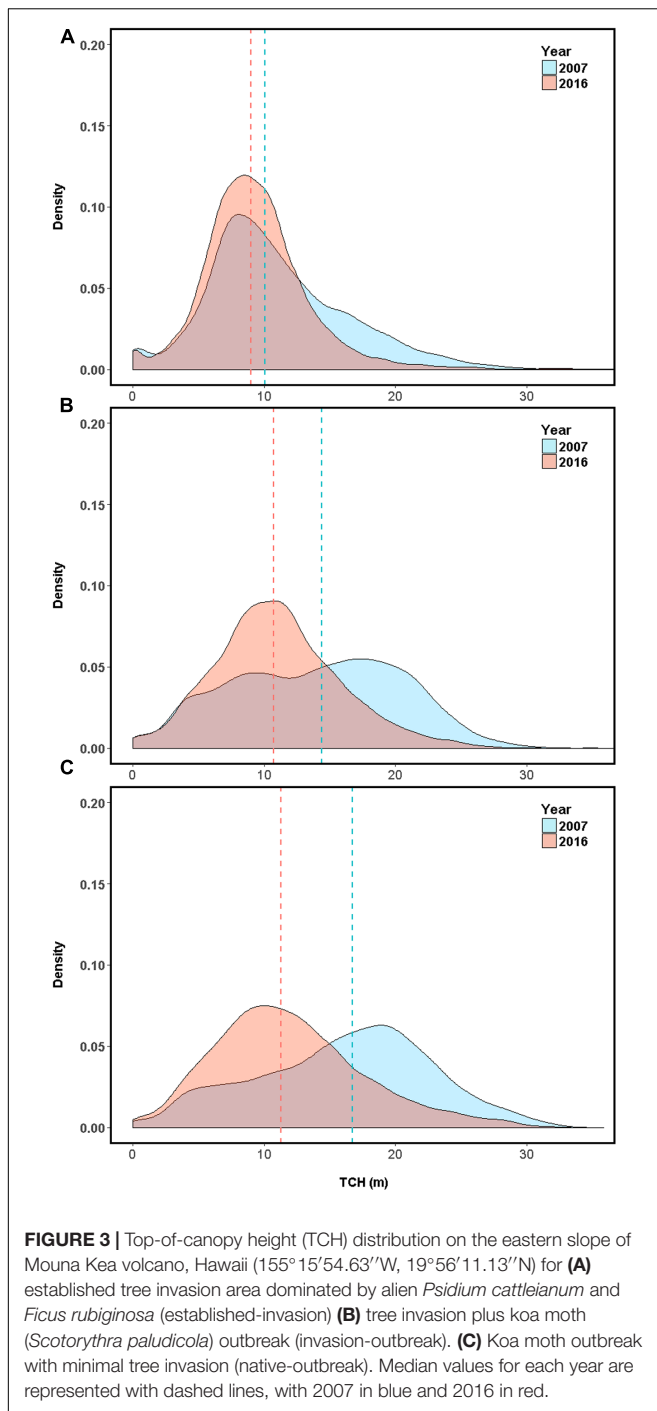 A
0.20
0.15
0.10
0.05
0.00
Density
Year
2007
2016
0 10 20 30
B
0.20
0.15
0.10
0.05
0.00
Density
Year
2007
2016
0 10 20 30
C
0.20
0.15
0.10
0.05
0.00
Density
Year
2007
2016
0 10 20 30
TCH (m)
FIGURE 3 | Top-of-canopy height (TCH) distribution on the eastern slope of
Mouna Kea volcano, Hawaii (155°15′54.63′′W, 19°56′11.13′′N) for (A)
established tree invasion area dominated by alien Psidium cattleianum and
Ficus rubiginosa (established-invasion) (B) tree invasion plus koa moth
(Scotorythra paludicola) outbreak (invasion-outbreak). (C) Koa moth outbreak
with minimal tree invasion (native-outbreak). Median values for each year are
represented with dashed lines, with 2007 in blue and 2016 in red.